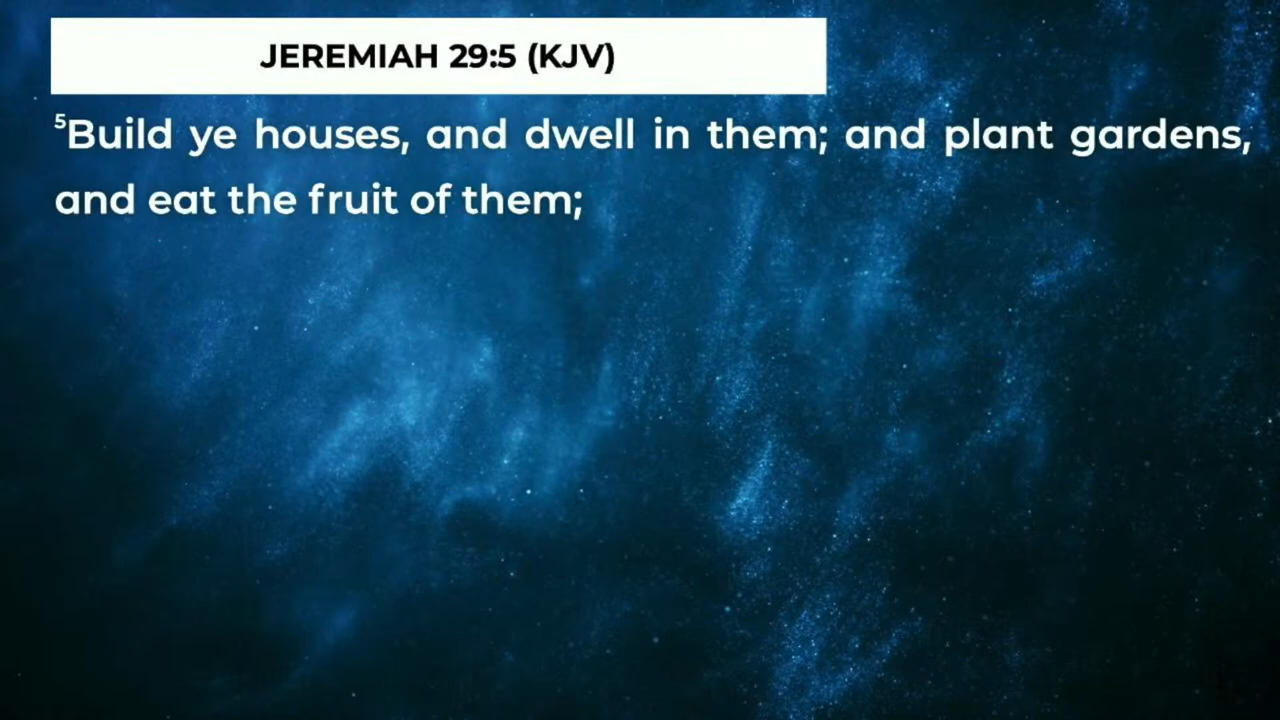 JEREMIAH 29:5 (KJV)
⁵Build ye houses, and dwell in them; and plant gardens,
and eat the fruit of them;